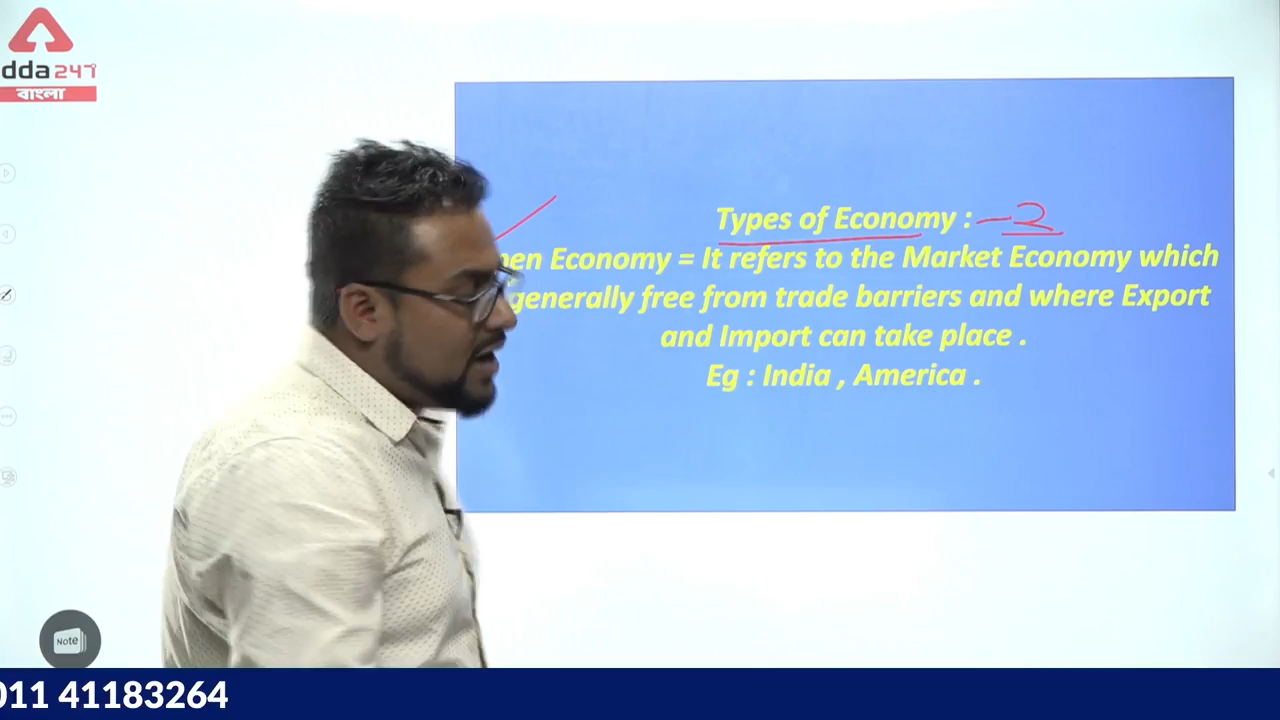 dda 247
বাংলা
Types of Economy : - 2
Economy = It refers to the Market Economy which
generally free from trade barriers and where Export
and Import can take place .
Eg : India , America .
Note
011 41183264